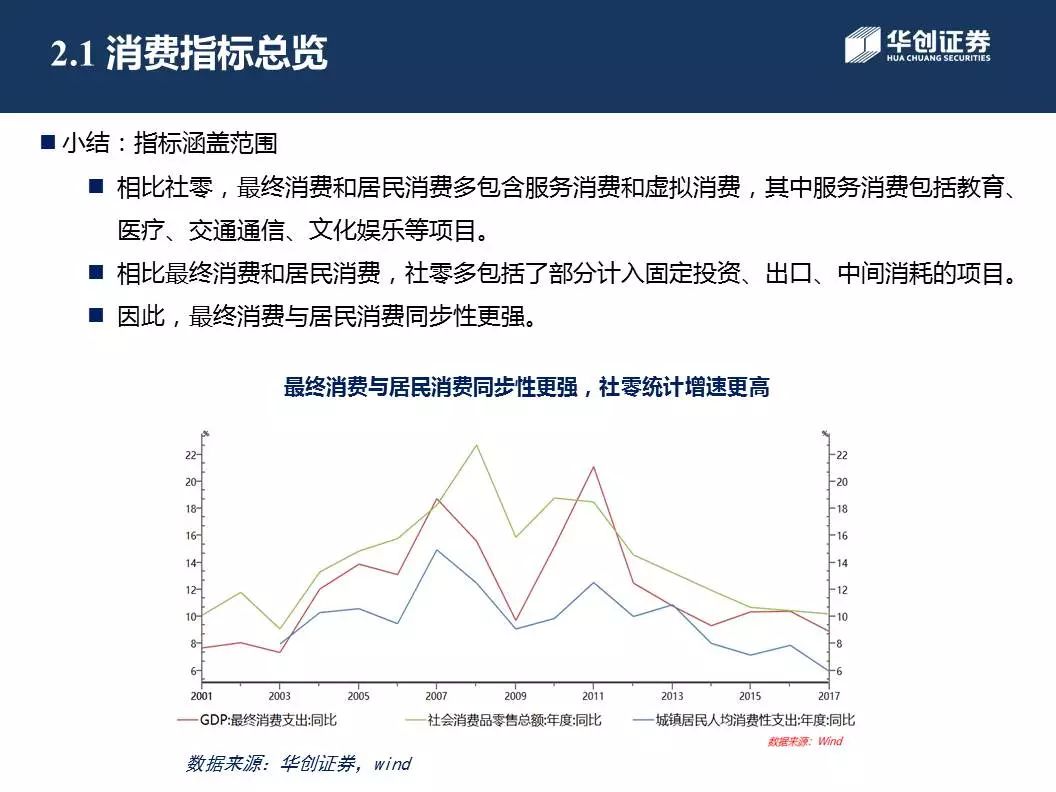 2.1 消费指标总览
华创证券
HUA CHUANG SECURITIES
小结：指标涵盖范围
相比社零，最终消费和居民消费多包含服务消费和虚拟消费，其中服务消费包括教育、
医疗、交通通信、文化娱乐等项目。
相比最终消费和居民消费，社零多包括了部分计入固定投资、出口、中间消耗的项目。
因此，最终消费与居民消费同步性更强。
最终消费与居民消费同步性更强，社零统计增速更高
% %
22 22
20 20
18 18
16 16
14 14
12 12
10 10
8 8
6 6
2001 2003 2005 2007 2009 2011 2013 2015 2017
GDP:最终消费支出:同比 社会消费品零售总额:年度:同比 城镇居民人均消费性支出:年度:同比
数据来源：Wind
数据来源：华创证券，wind